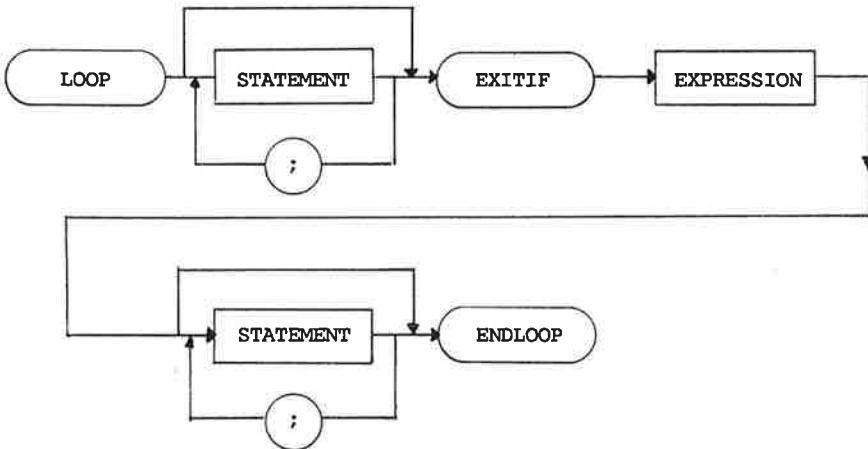 LOOP STATEMENT EXITIF EXPRESSION
;
STATEMENT ENDLOOP
;